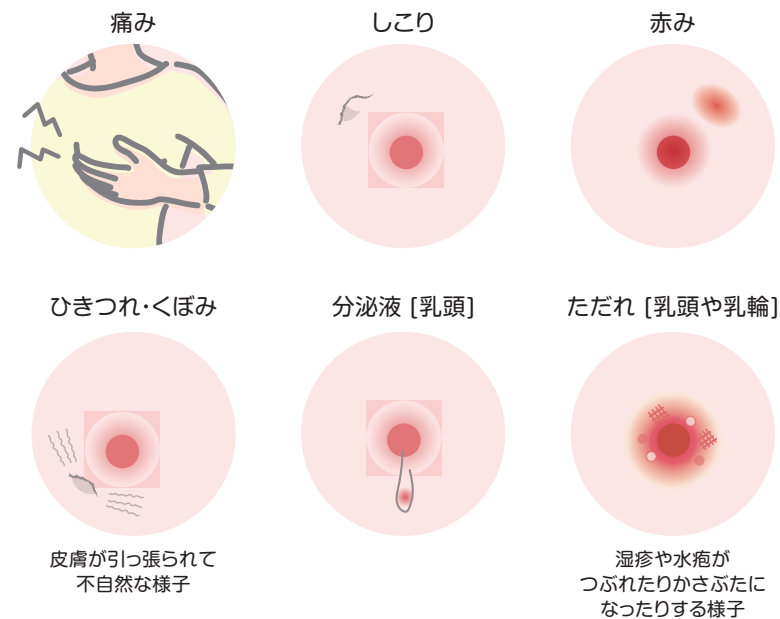 痛み
しこり
赤み
ひきつれ・くぼみ
分泌液 [乳頭]
ただれ [乳頭や乳輪]
皮膚が引っ張られて
不自然な様子
湿疹や水疱が
つぶれたりかさぶたに
なったりする様子